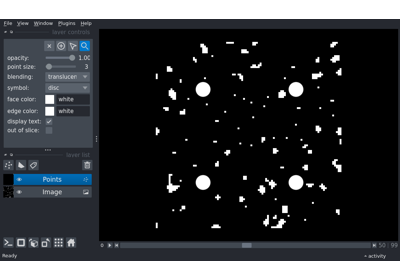 File View Window Plugins Help
layer controls
opacity: 1.00
point size: 3
blending: translucen
symbol: disc
face color: white
edge color: white
display text:
out of slice:
layer list
Points
Image
0 50 99
Ready activity